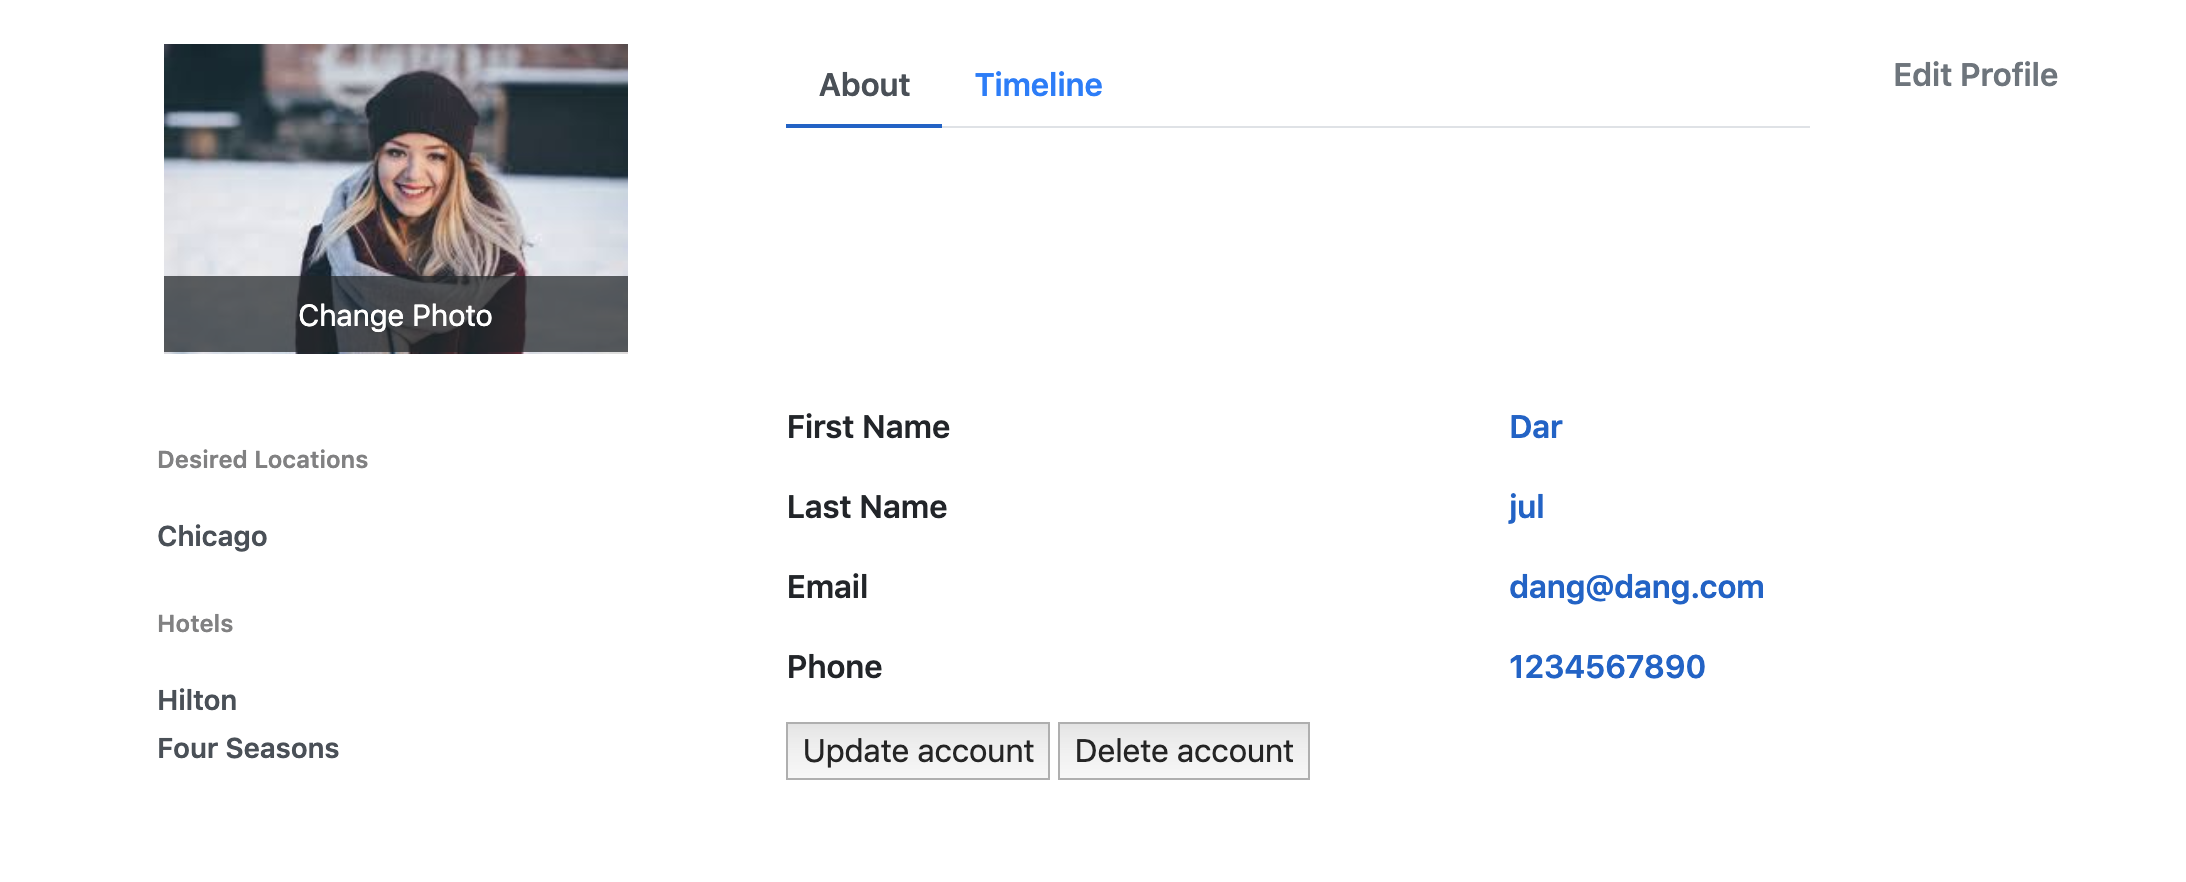 About Timeline
Edit Profile
Change Photo
Desired Locations
Chicago
Hotels
Hilton
Four Seasons
First Name Dar
Last Name jul
Email dang@dang.com
Phone 1234567890
Update account Delete account